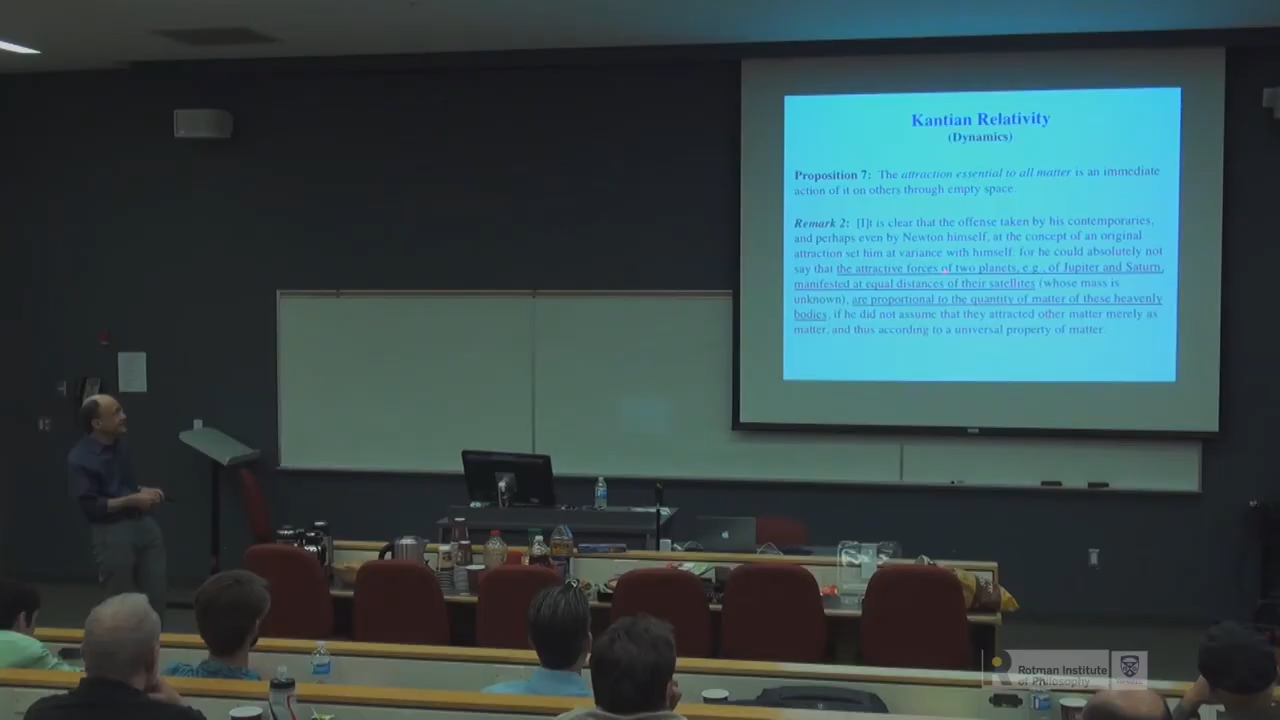 Kantian Relativity
(Dynamics)
Proposition 7: The attraction essential to all matter is an immediate
action of it on others through empty space.
Remark 2: [I]t is clear that the offense taken by his contemporaries,
and perhaps even by Newton himself, at the concept of an original
attraction set him at variance with himself: for he could absolutely not
say that the attractive forces of two planets, e.g., of Jupiter and Saturn,
manifested at equal distances of their satellites (whose mass is
unknown), are proportional to the quantity of matter of these heavenly
bodies, if he did not assume that they attracted other matter merely as
matter, and thus according to a universal property of matter.
Rotman Institute
of Philosophy